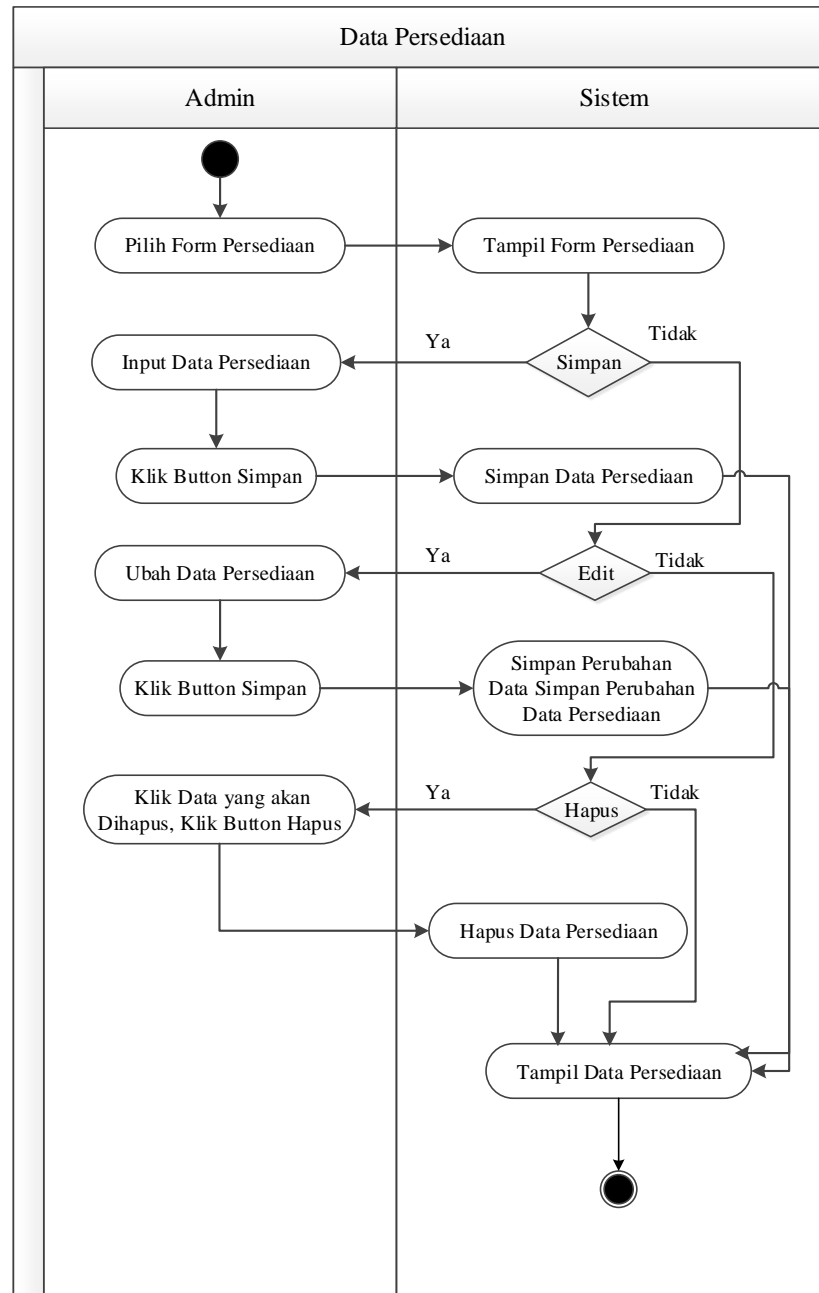 Data Persediaan
Admin
Sistem
Pilih Form Persediaan
Tampil Form Persediaan
Ya
Tidak
Input Data Persediaan
Simpan
Klik Button Simpan
Simpan Data Persediaan
Ya
Tidak
Ubah Data Persediaan
Edit
Klik Button Simpan
Simpan Perubahan
Data Simpan Perubahan
Data Persediaan
Ya
Tidak
Klik Data yang akan
Dihapus, Klik Button Hapus
Hapus
Hapus Data Persediaan
Tampil Data Persediaan